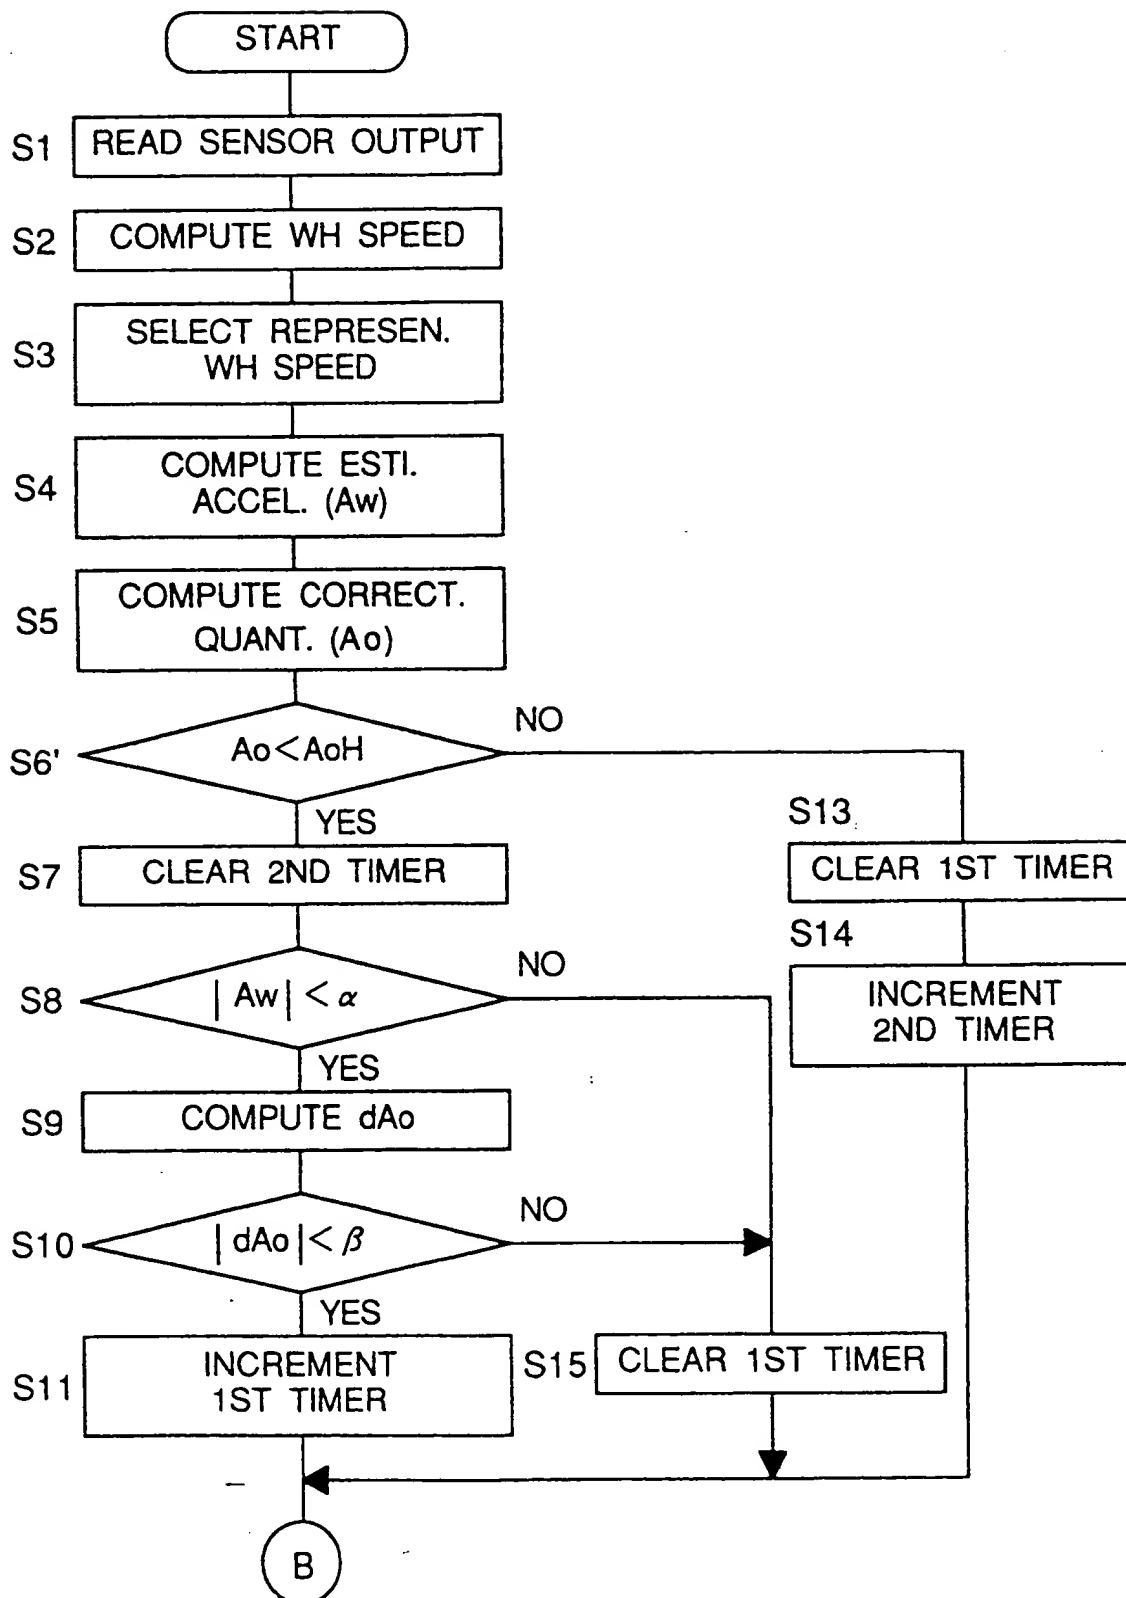 START
S1
READ SENSOR OUTPUT
S2
COMPUTE WH SPEED
S3
SELECT REPRESEN.
WH SPEED
S4
COMPUTE ESTI.
ACCEL. (Aw)
S5
COMPUTE CORRECT.
QUANT. (Ao)
S6'
Ao<AoH
NO
YES
S7
CLEAR 2ND TIMER
S13
CLEAR 1ST TIMER
S14
INCREMENT
2ND TIMER
S8
| Aw | < α
NO
YES
S9
COMPUTE dAo
S10
| dAo | < β
NO
YES
S11
INCREMENT
1ST TIMER
S15
CLEAR 1ST TIMER
B